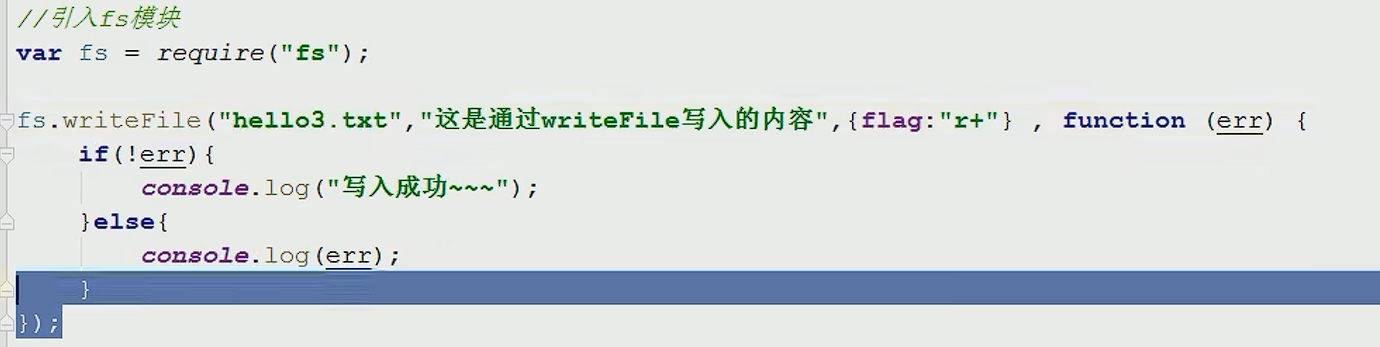 //引入fs模块
var fs = require("fs");
fs.writeFile("hello3.txt","这是通过writeFile写入的内容",{flag:"r+"} , function (err) {
    if(!err){
        console.log("写入成功~~~");
    }else{
        console.log(err);
    }
});